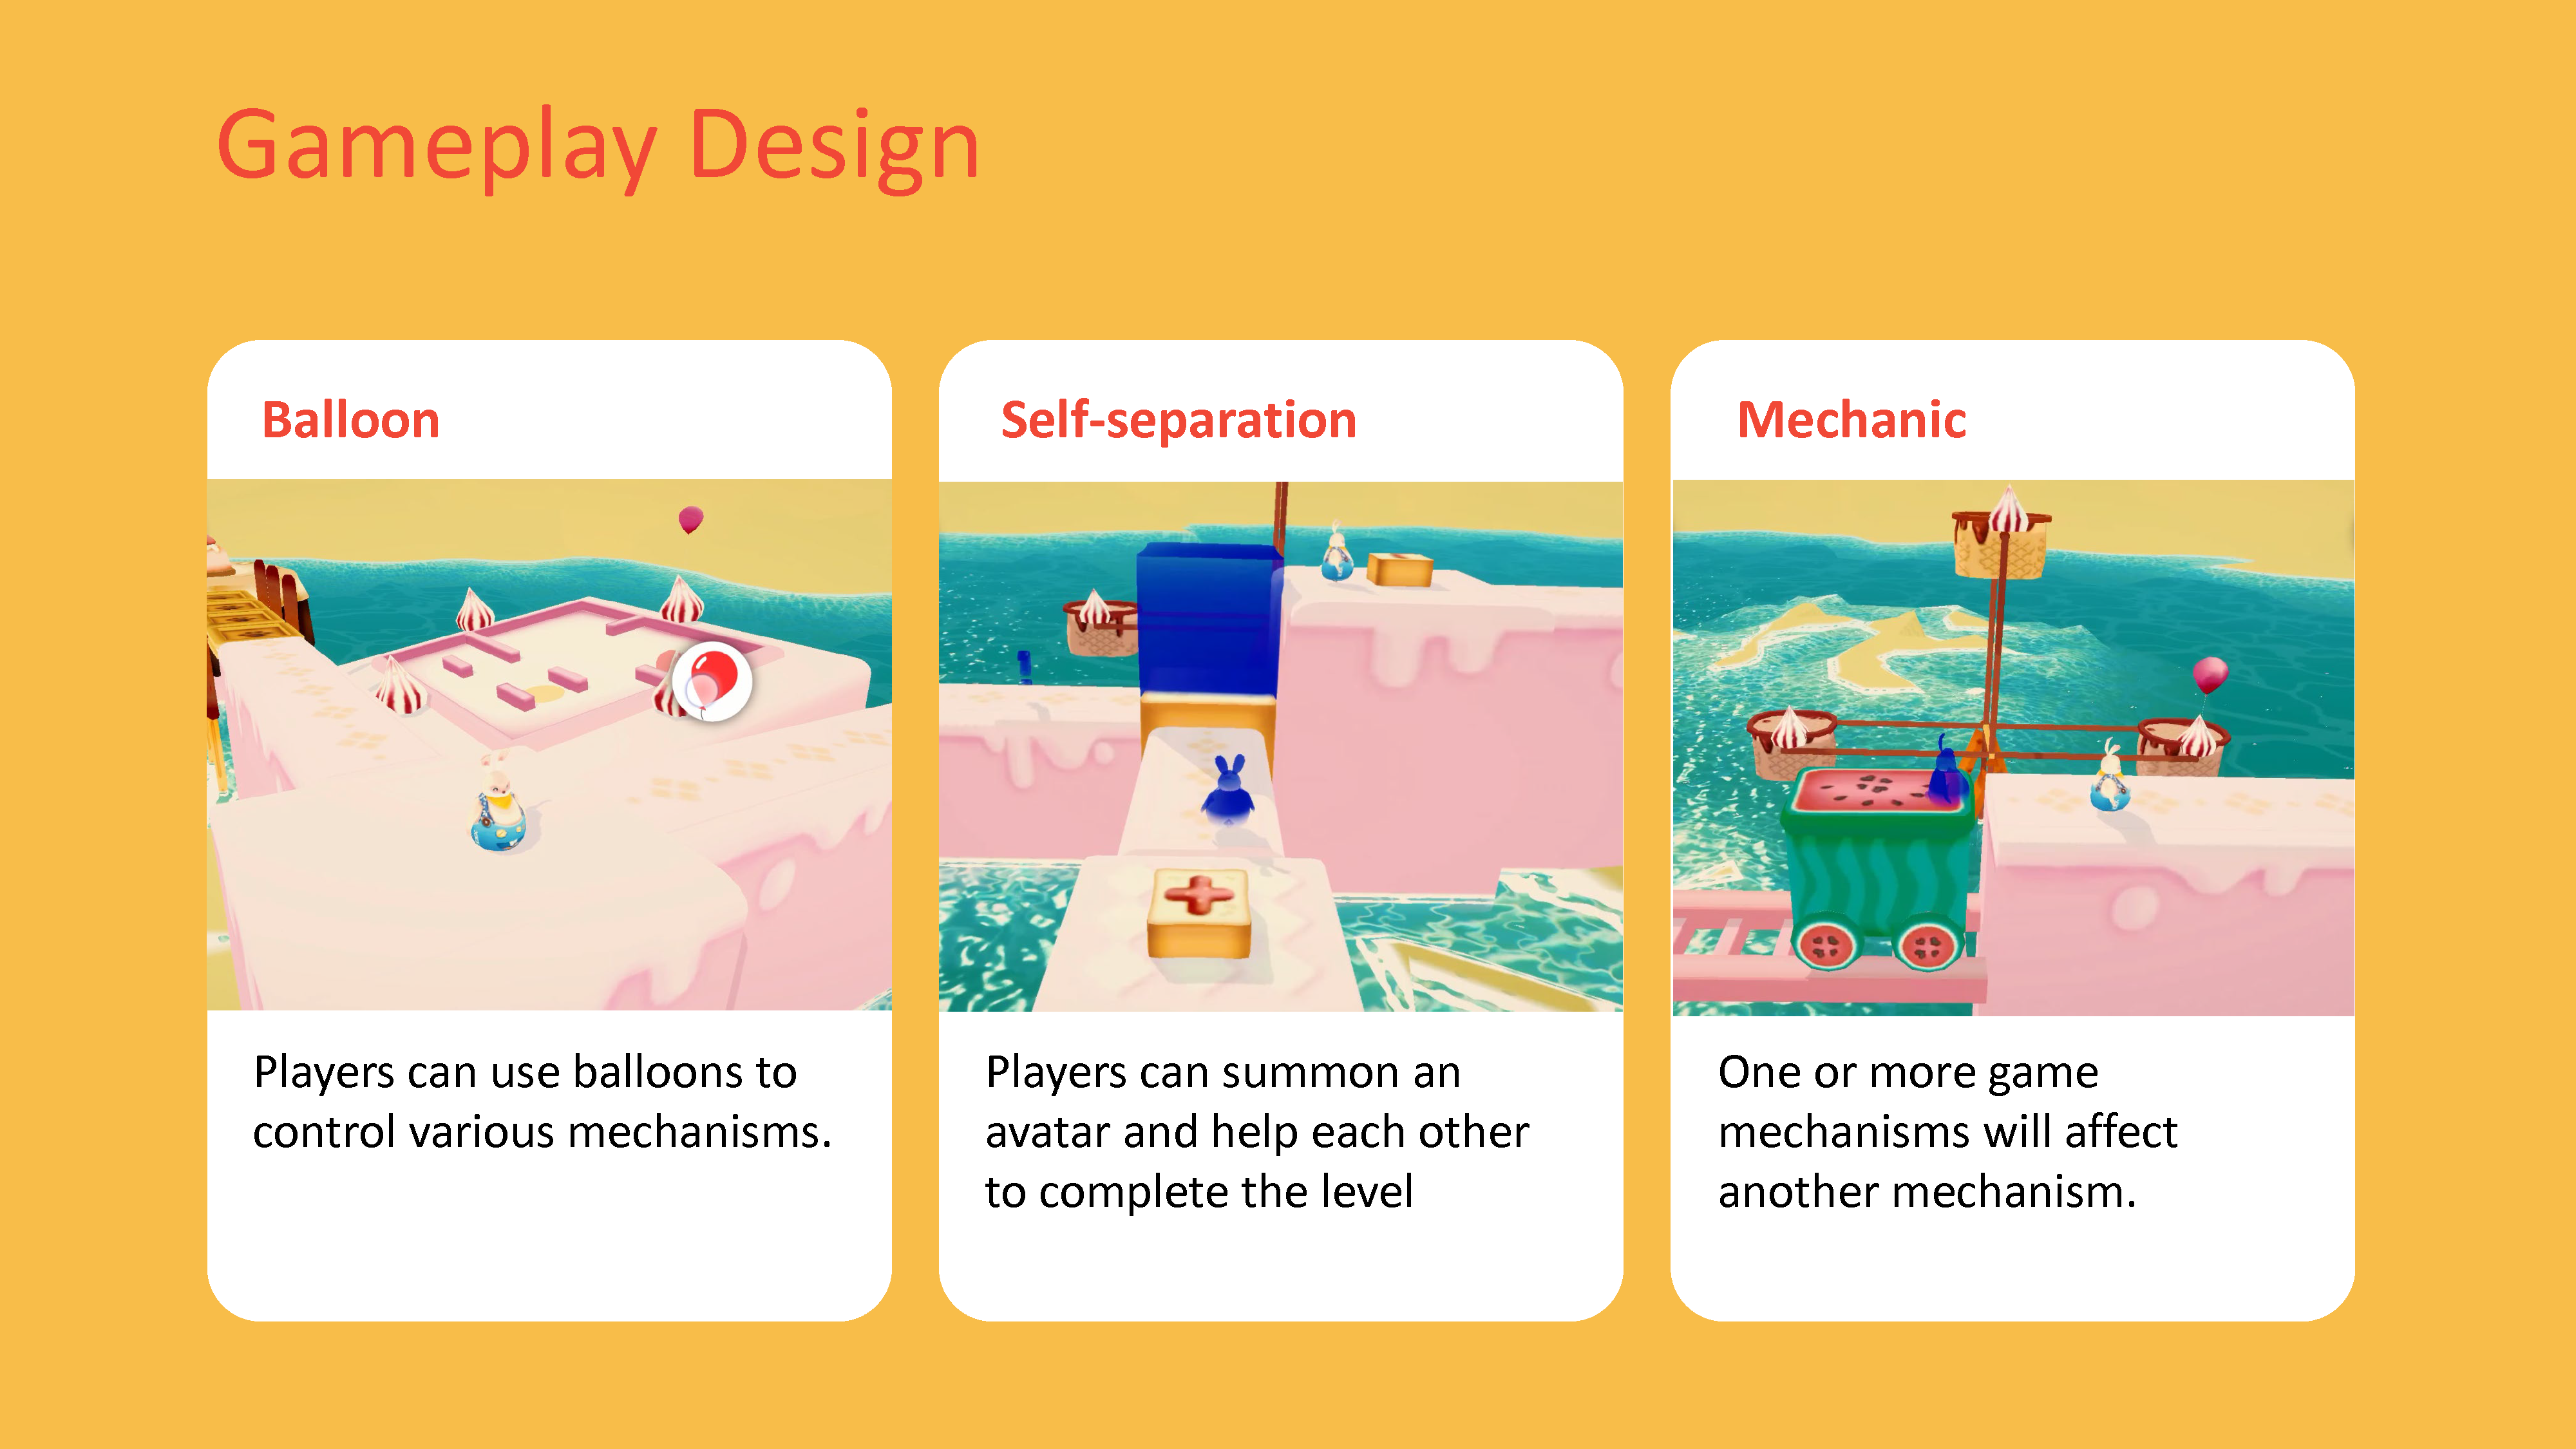 Gameplay Design
Balloon
Players can use balloons to
control various mechanisms.
Self-separation
Players can summon an
avatar and help each other
to complete the level
Mechanic
One or more game
mechanisms will affect
another mechanism.